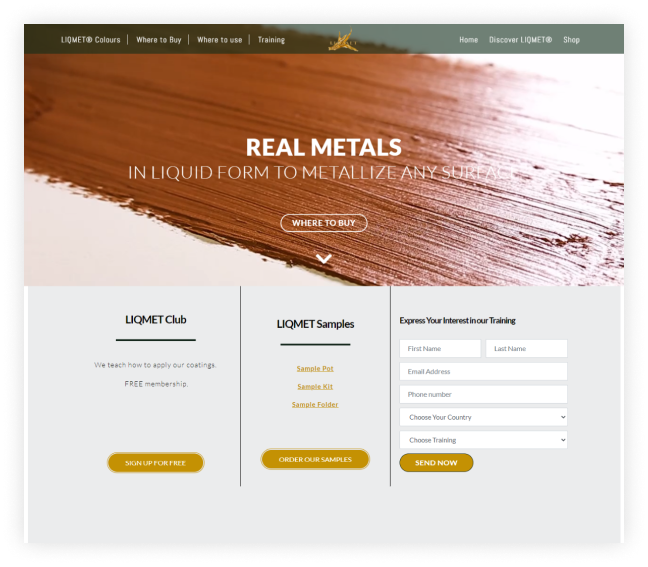 LIQMET® Colours
Where to Buy
Where to use
Training
Home
Discover LIQMET®
Shop
REAL METALS
IN LIQUID FORM TO METALLIZE ANY SURFACE
WHERE TO BUY
LIQMET Club
We teach how to apply our coatings.
FREE membership.
SIGN UP FOR FREE
LIQMET Samples
Sample Pot
Sample Kit
Sample Folder
ORDER OUR SAMPLES
Express Your Interest in our Training
First Name
Last Name
Email Address
Phone number
Choose Your Country
Choose Training
SEND NOW